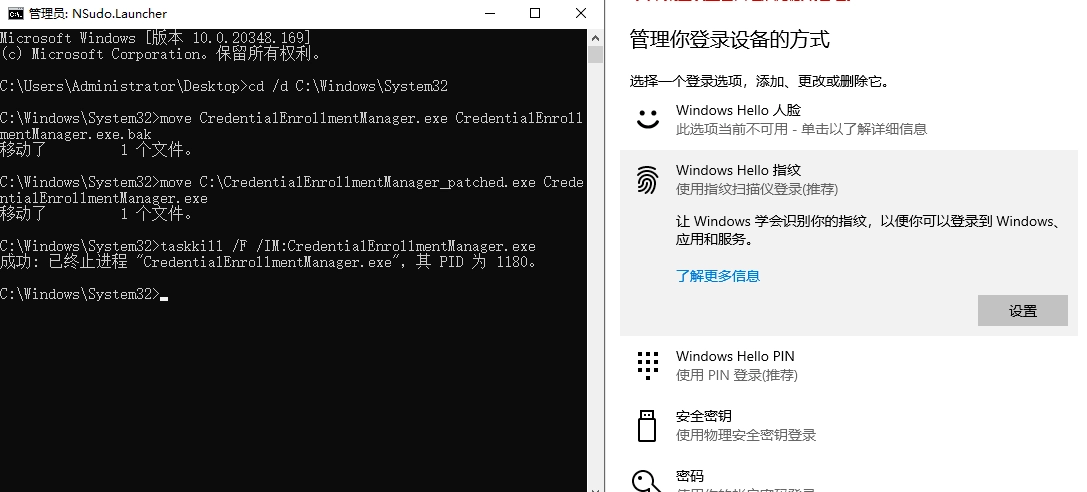 管理员: NSudo.Launcher
Microsoft Windows [版本 10.0.20348.169]
(c) Microsoft Corporation。保留所有权利。
C:\Users\Administrator\Desktop>cd /d C:\Windows\System32
C:\Windows\System32>move CredentialEnrollmentManager.exe CredentialEnroll
mentManager.exe.bak
移动了         1 个文件。
C:\Windows\System32>move C:\CredentialEnrollmentManager_patched.exe Crede
ntialEnrollmentManager.exe
移动了         1 个文件。
C:\Windows\System32>taskkill /F /IM:CredentialEnrollmentManager.exe
成功: 已终止进程 "CredentialEnrollmentManager.exe"，其 PID 为 1180。
C:\Windows\System32>
管理你登录设备的方式
选择一个登录选项，添加、更改或删除它。
Windows Hello 人脸
此选项当前不可用 - 单击以了解详细信息
Windows Hello 指纹
使用指纹扫描仪登录(推荐)
让 Windows 学会识别你的指纹，以便你可以登录到 Windows、
应用和服务。
了解更多信息
设置
Windows Hello PIN
使用 PIN 登录(推荐)
安全密钥
使用物理安全密钥登录
密码